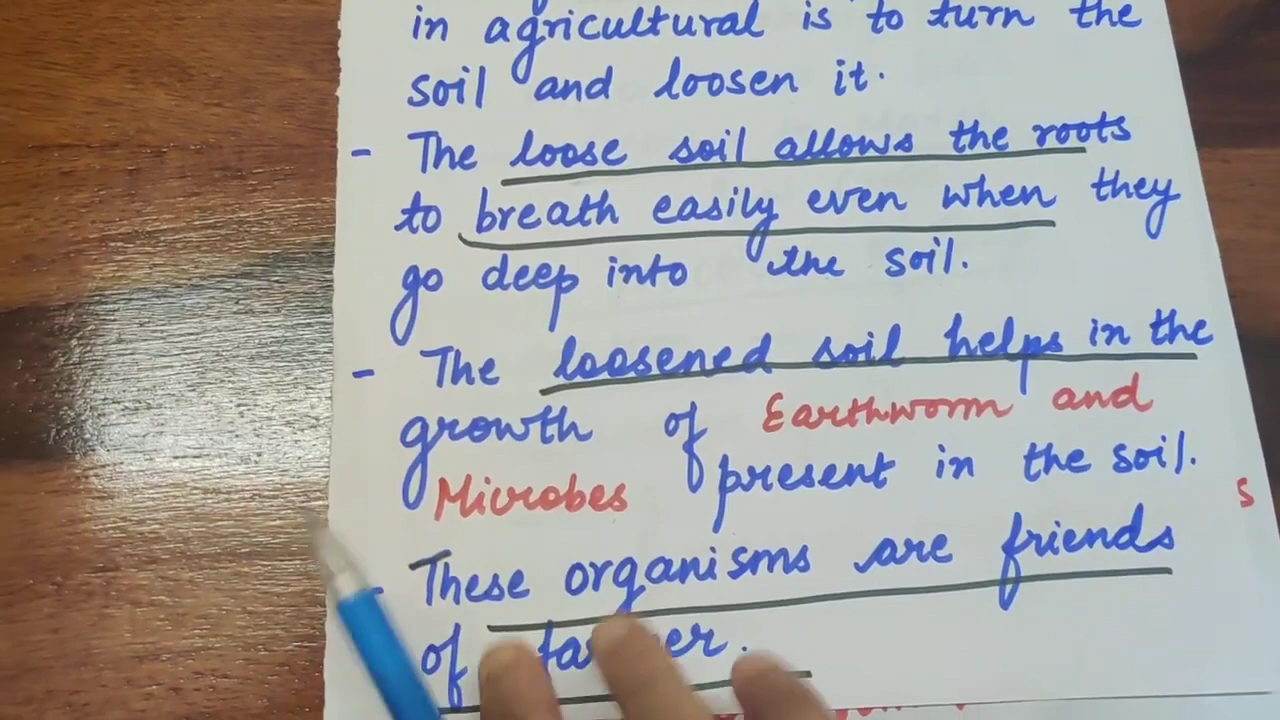 in agricultural is to turn the
soil and loosen it.
- The loose soil allows the roots
to breath easily even when they
go deep into the soil.
- The loosened soil helps in the
growth of Earthworm and
Microbes present in the soil.
- These organisms are friends
of
S